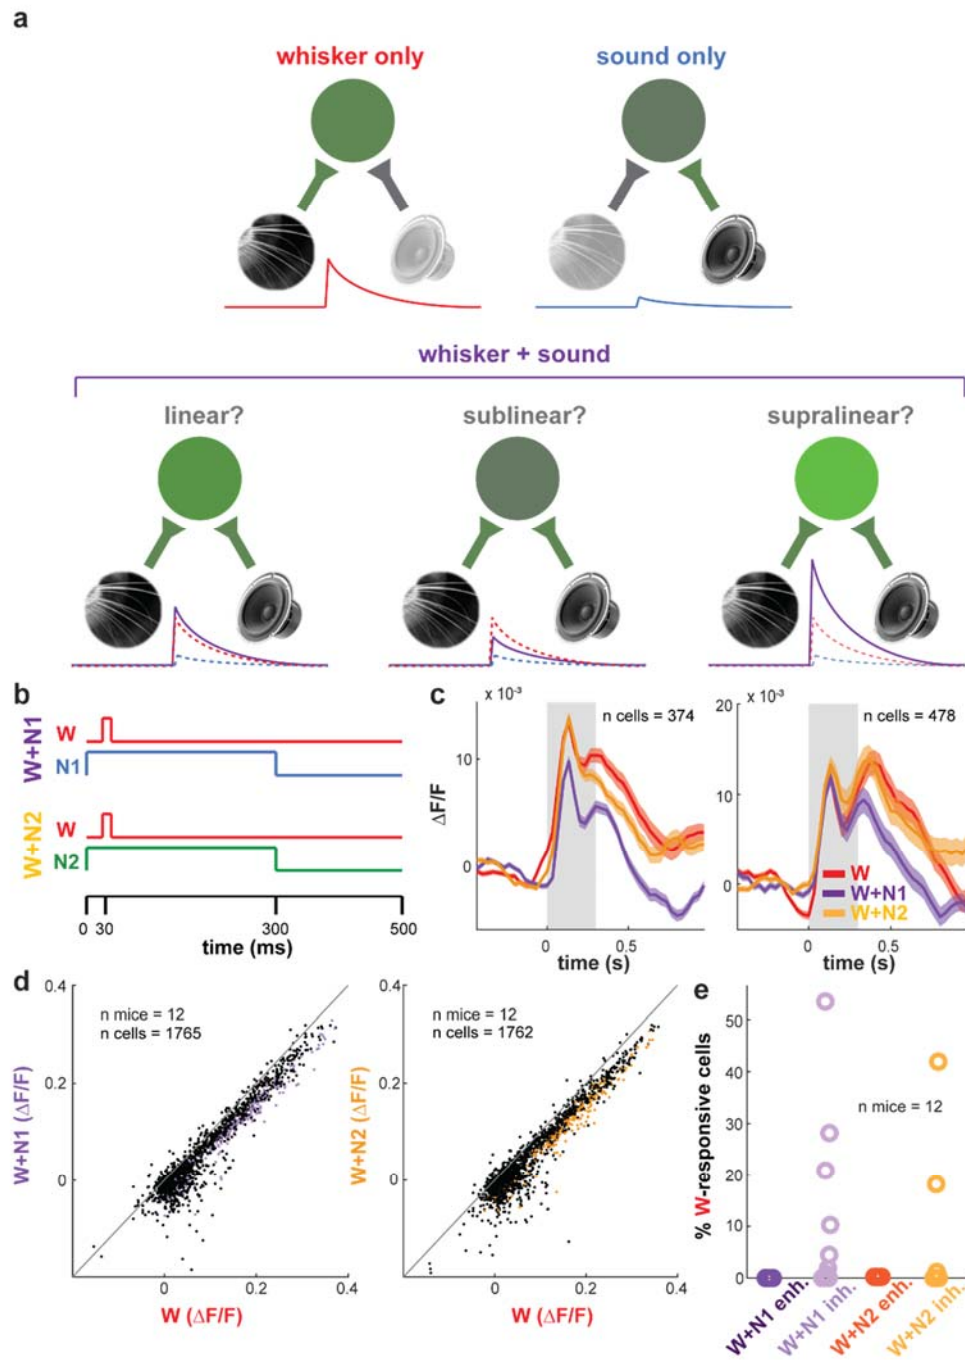 a
whisker only
sound only
whisker + sound
linear?
sublinear?
supralinear?
b
W+N1
W
N1
W+N2
W
N2
0 30 300 500
time (ms)
c
x 10⁻³
n cells = 374
10
0
ΔF/F
0 0.5
time (s)
x 10⁻³
20
n cells = 478
10
0
W
W+N1
W+N2
0 0.5
time (s)
d
0.4
n mice = 12
n cells = 1765
0.2
0
W+N1 (ΔF/F)
0 0.2 0.4
W (ΔF/F)
0.4
n mice = 12
n cells = 1762
0.2
0
W+N2 (ΔF/F)
0 0.2 0.4
W (ΔF/F)
e
50
40
30
20
10
0
% W-responsive cells
n mice = 12
W+N1 enh.
W+N1 inh.
W+N2 enh.
W+N2 inh.